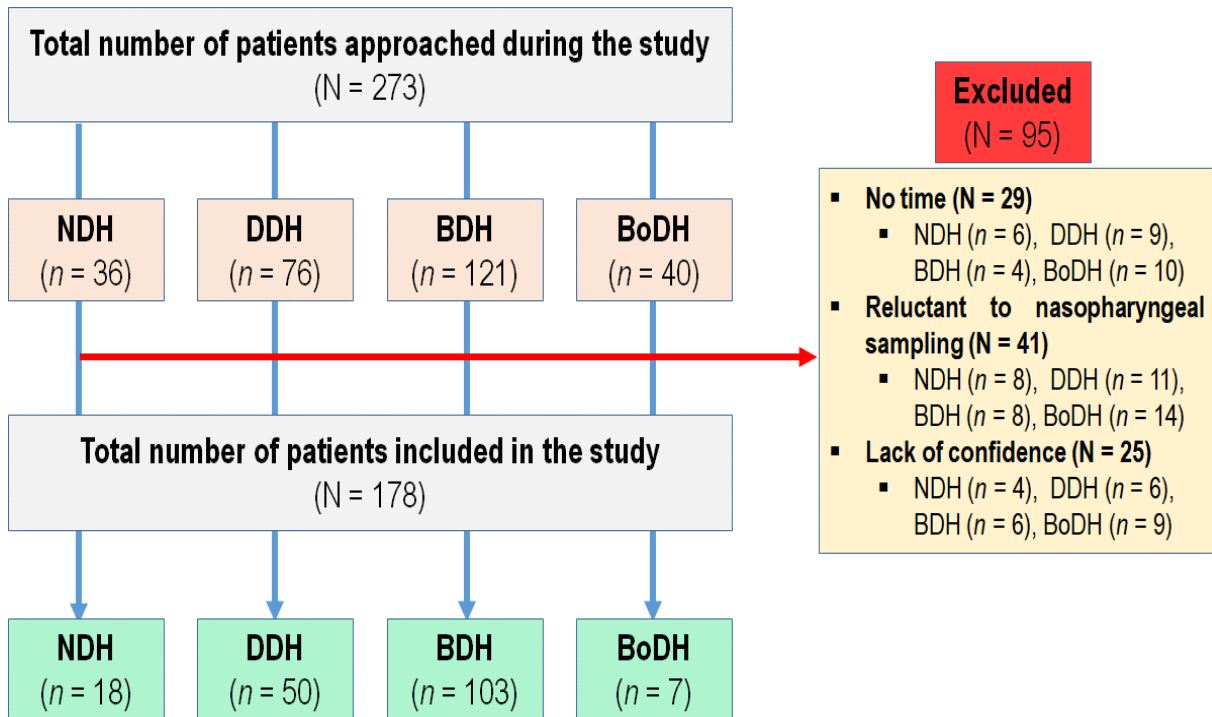 Total number of patients approached during the study
(N = 273)
Excluded
(N = 95)
NDH
(n = 36)
DDH
(n = 76)
BDH
(n = 121)
BoDH
(n = 40)
▪ No time (N = 29)
▪ NDH (n = 6), DDH (n = 9),
BDH (n = 4), BoDH (n = 10)
▪ Reluctant to nasopharyngeal
sampling (N = 41)
▪ NDH (n = 8), DDH (n = 11),
BDH (n = 8), BoDH (n = 14)
▪ Lack of confidence (N = 25)
▪ NDH (n = 4), DDH (n = 6),
BDH (n = 6), BoDH (n = 9)
Total number of patients included in the study
(N = 178)
NDH
(n = 18)
DDH
(n = 50)
BDH
(n = 103)
BoDH
(n = 7)